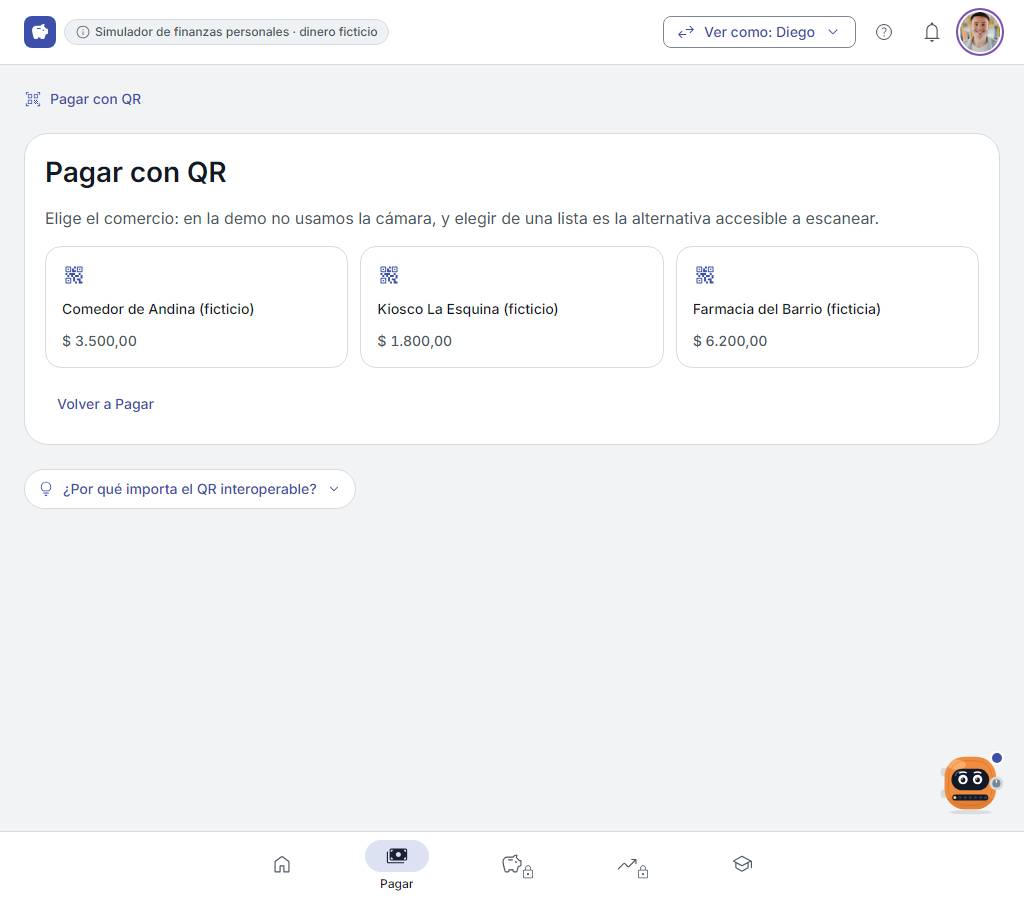 Simulador de finanzas personales · dinero ficticio
Ver como: Diego
Pagar con QR
Pagar con QR
Elige el comercio: en la demo no usamos la cámara, y elegir de una lista es la alternativa accesible a escanear.
Comedor de Andina (ficticio)
$ 3.500,00
Kiosco La Esquina (ficticio)
$ 1.800,00
Farmacia del Barrio (ficticia)
$ 6.200,00
Volver a Pagar
¿Por qué importa el QR interoperable?
Pagar